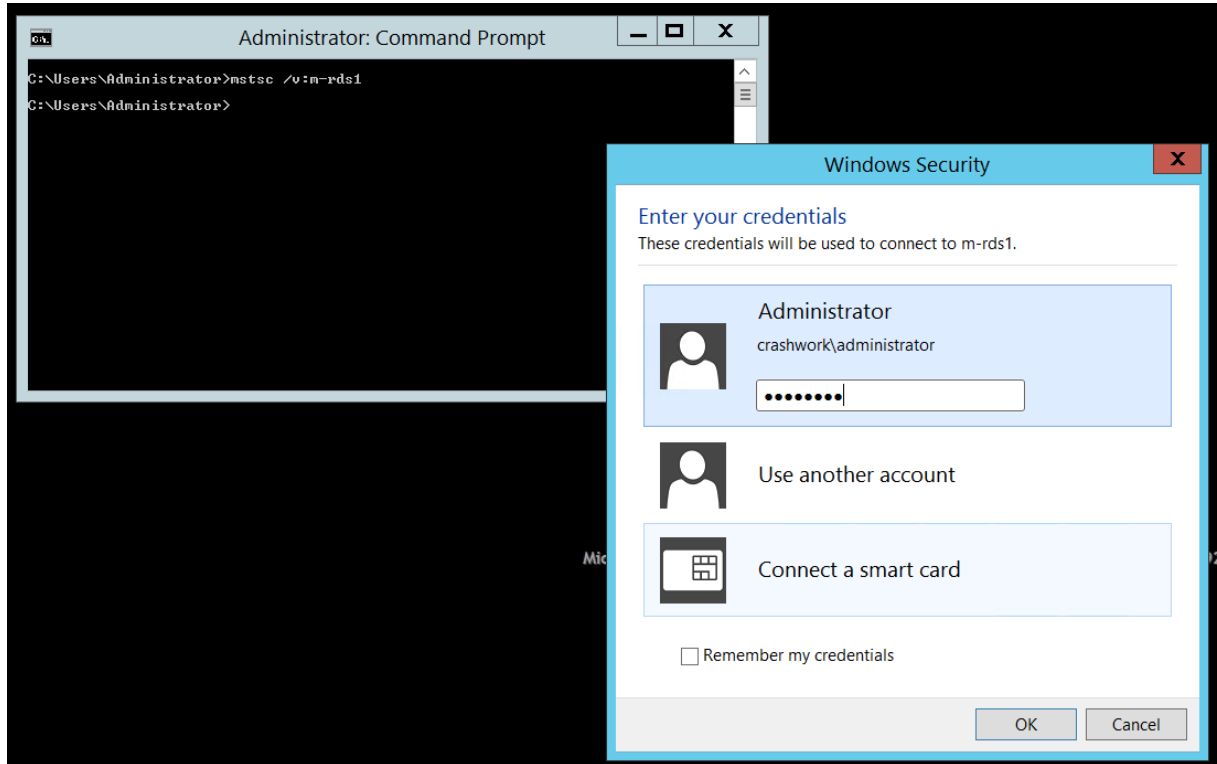 Administrator: Command Prompt
C:\Users\Administrator>mstsc /v:m-rds1
C:\Users\Administrator>
Windows Security
Enter your credentials
These credentials will be used to connect to m-rds1.
Administrator
crashwork\administrator
Use another account
Connect a smart card
Remember my credentials
OK
Cancel